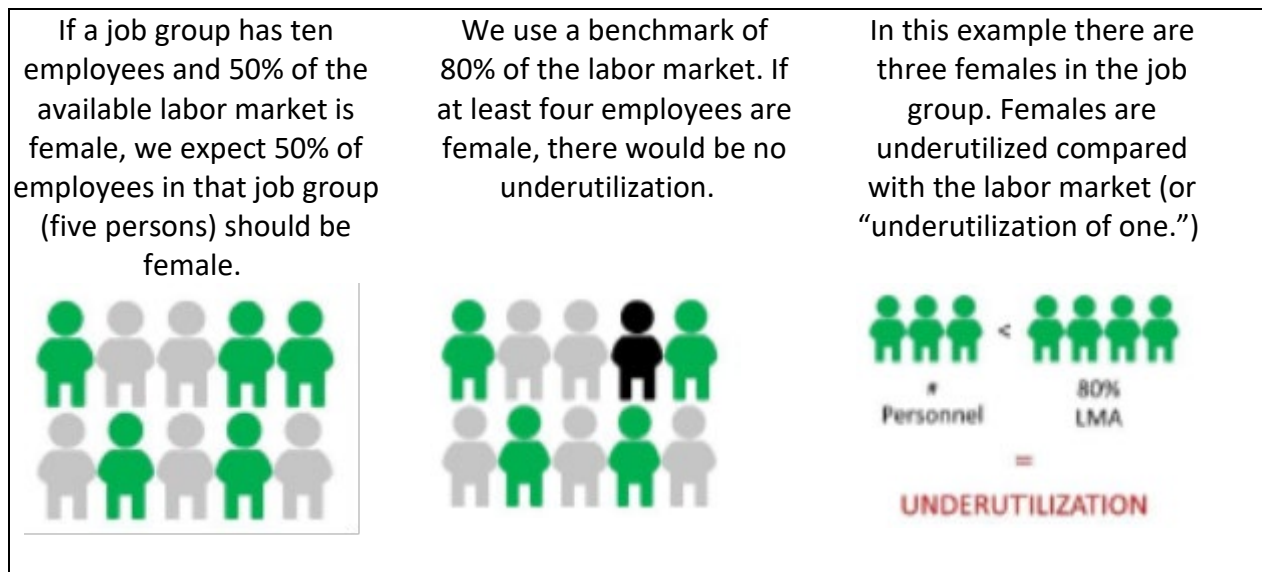 If a job group has ten
employees and 50% of the
available labor market is
female, we expect 50% of
employees in that job group
(five persons) should be
female.
We use a benchmark of
80% of the labor market. If
at least four employees are
female, there would be no
underutilization.
In this example there are
three females in the job
group. Females are
underutilized compared
with the labor market (or
“underutilization of one.”)
<
# 80%
Personnel LMA
=
UNDERUTILIZATION